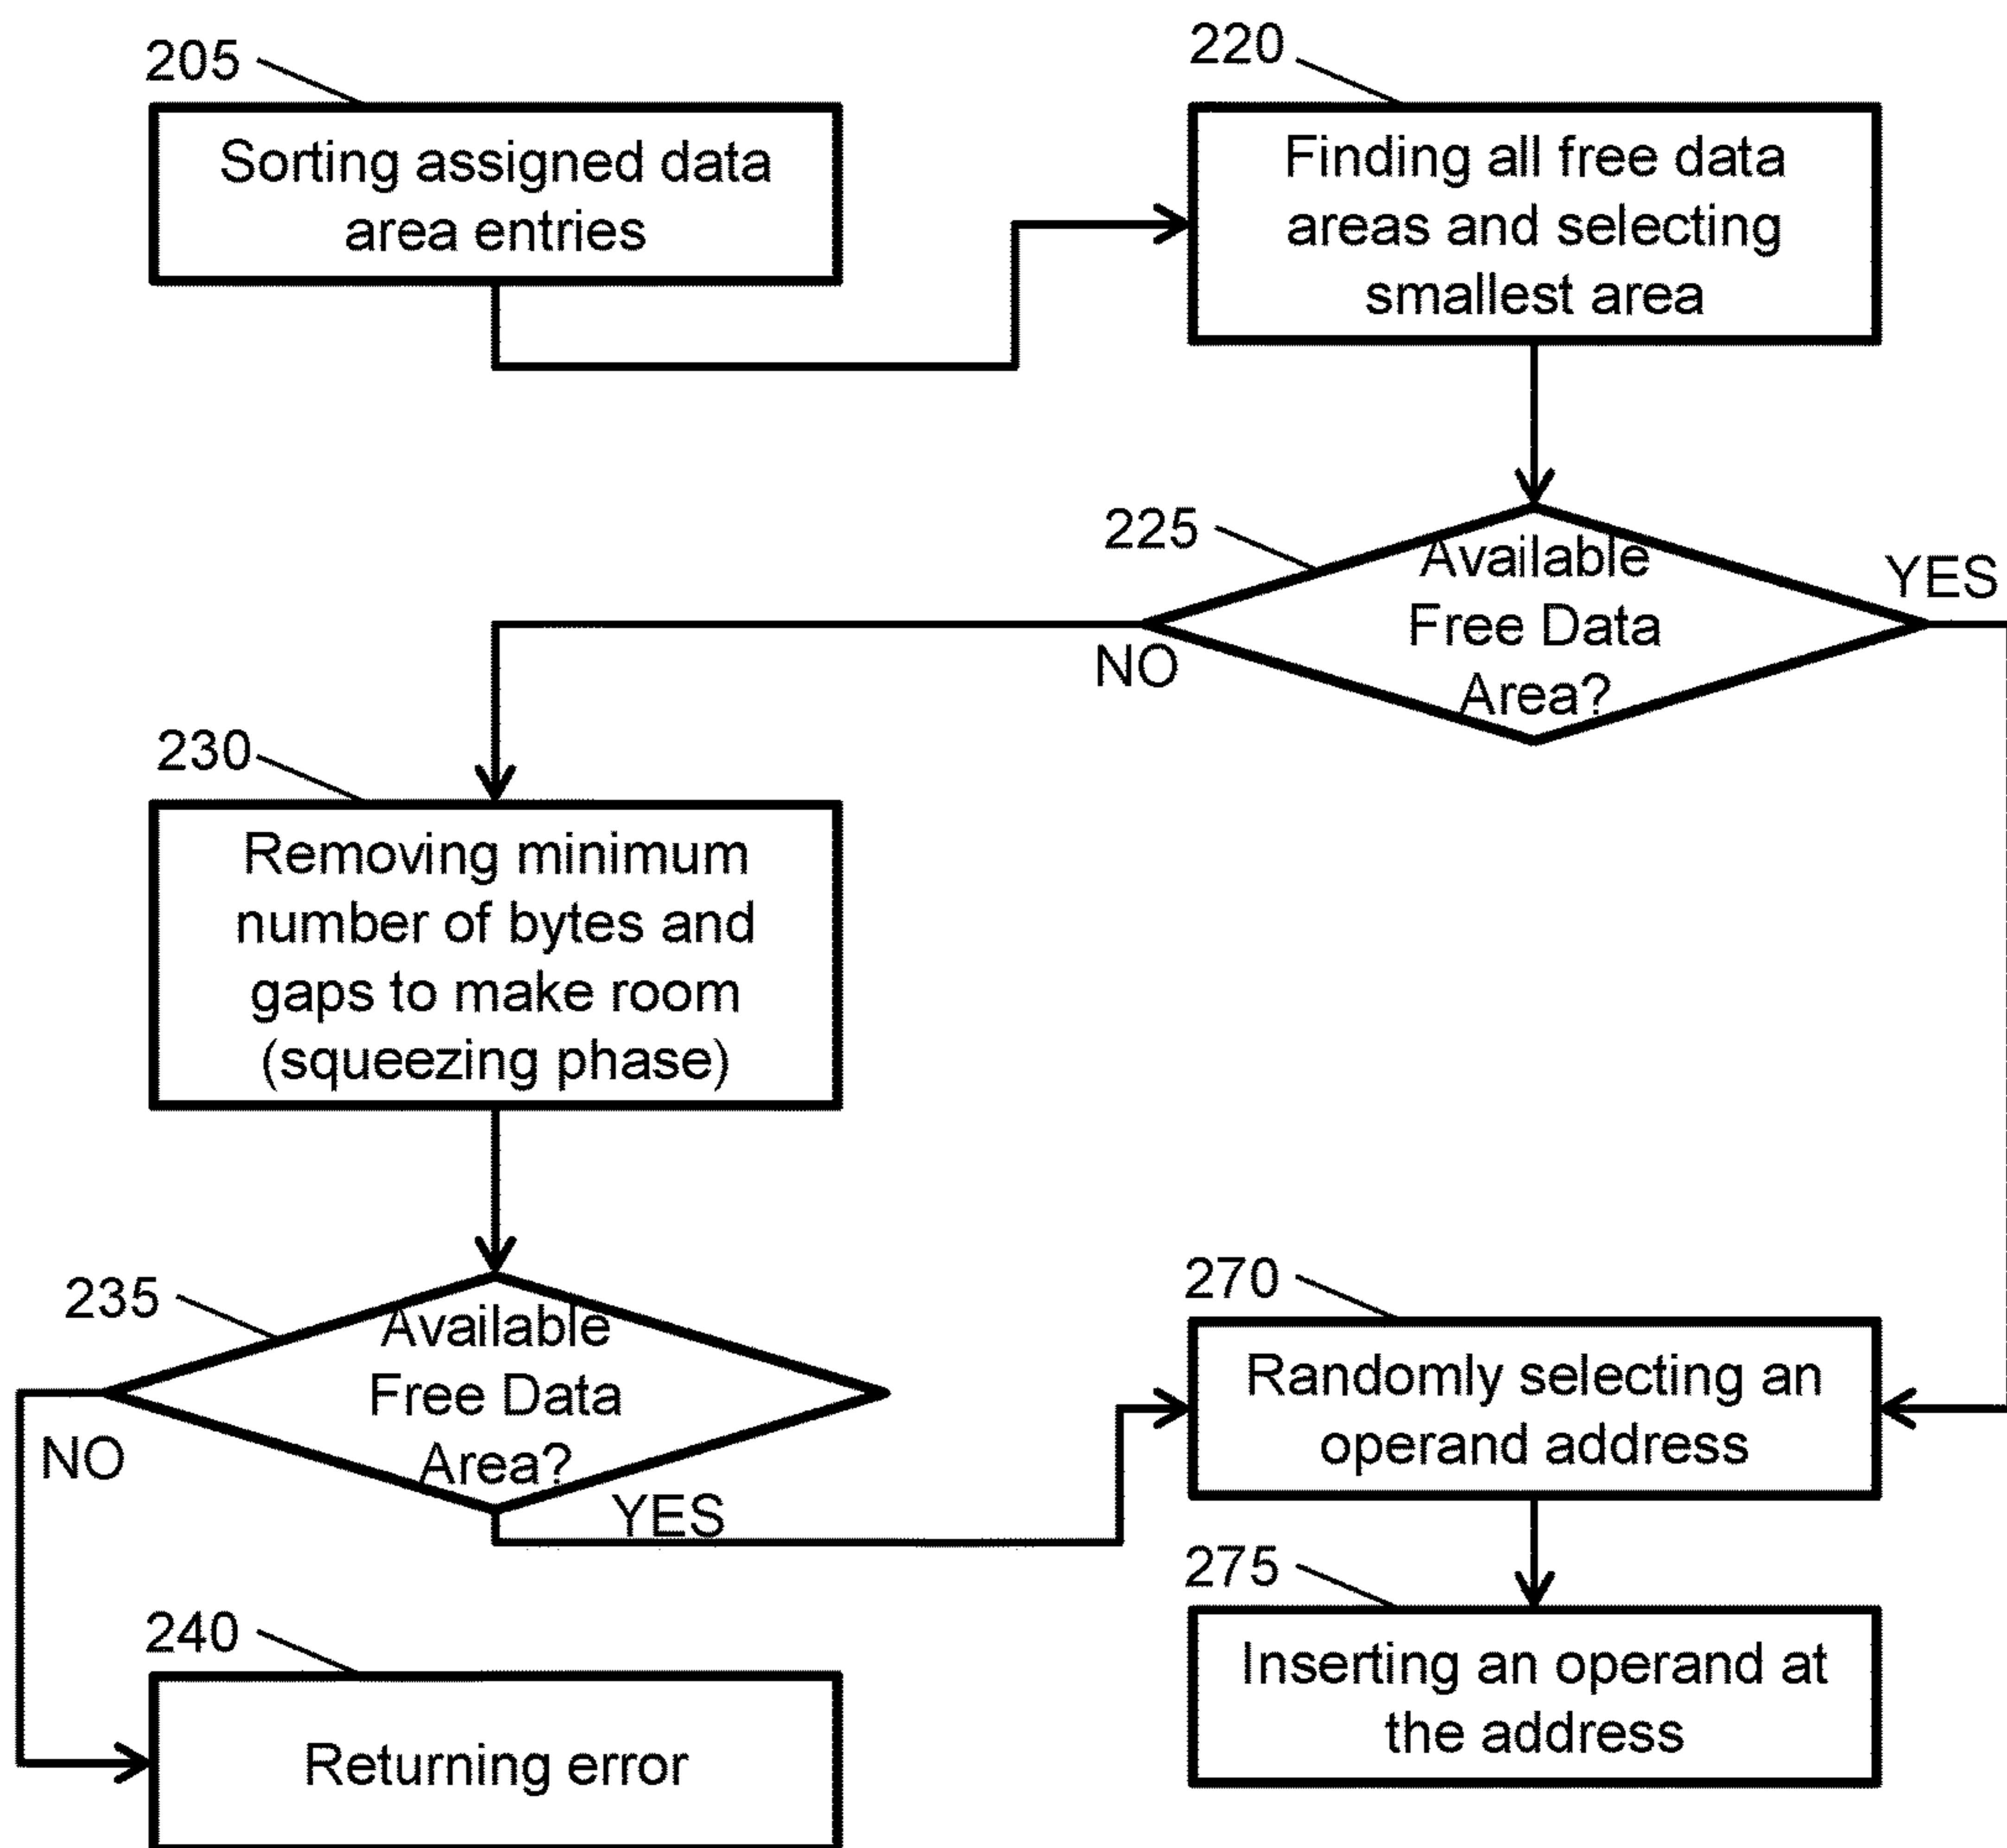 205
Sorting assigned data
area entries
220
Finding all free data
areas and selecting
smallest area
225
Available
Free Data
Area?
YES
NO
230
Removing minimum
number of bytes and
gaps to make room
(squeezing phase)
235
Available
Free Data
Area?
NO
YES
240
Returning error
270
Randomly selecting an
operand address
275
Inserting an operand at
the address